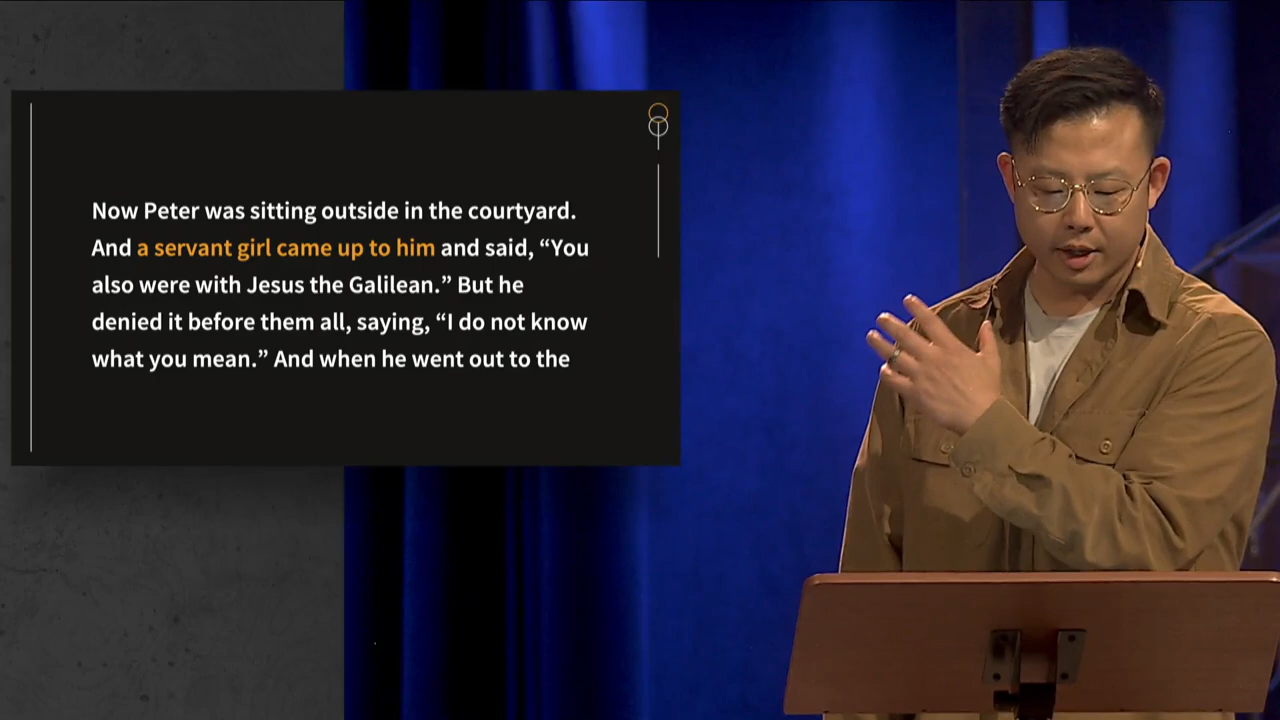 Now Peter was sitting outside in the courtyard.
And a servant girl came up to him and said, “You
also were with Jesus the Galilean.” But he
denied it before them all, saying, “I do not know
what you mean.” And when he went out to the